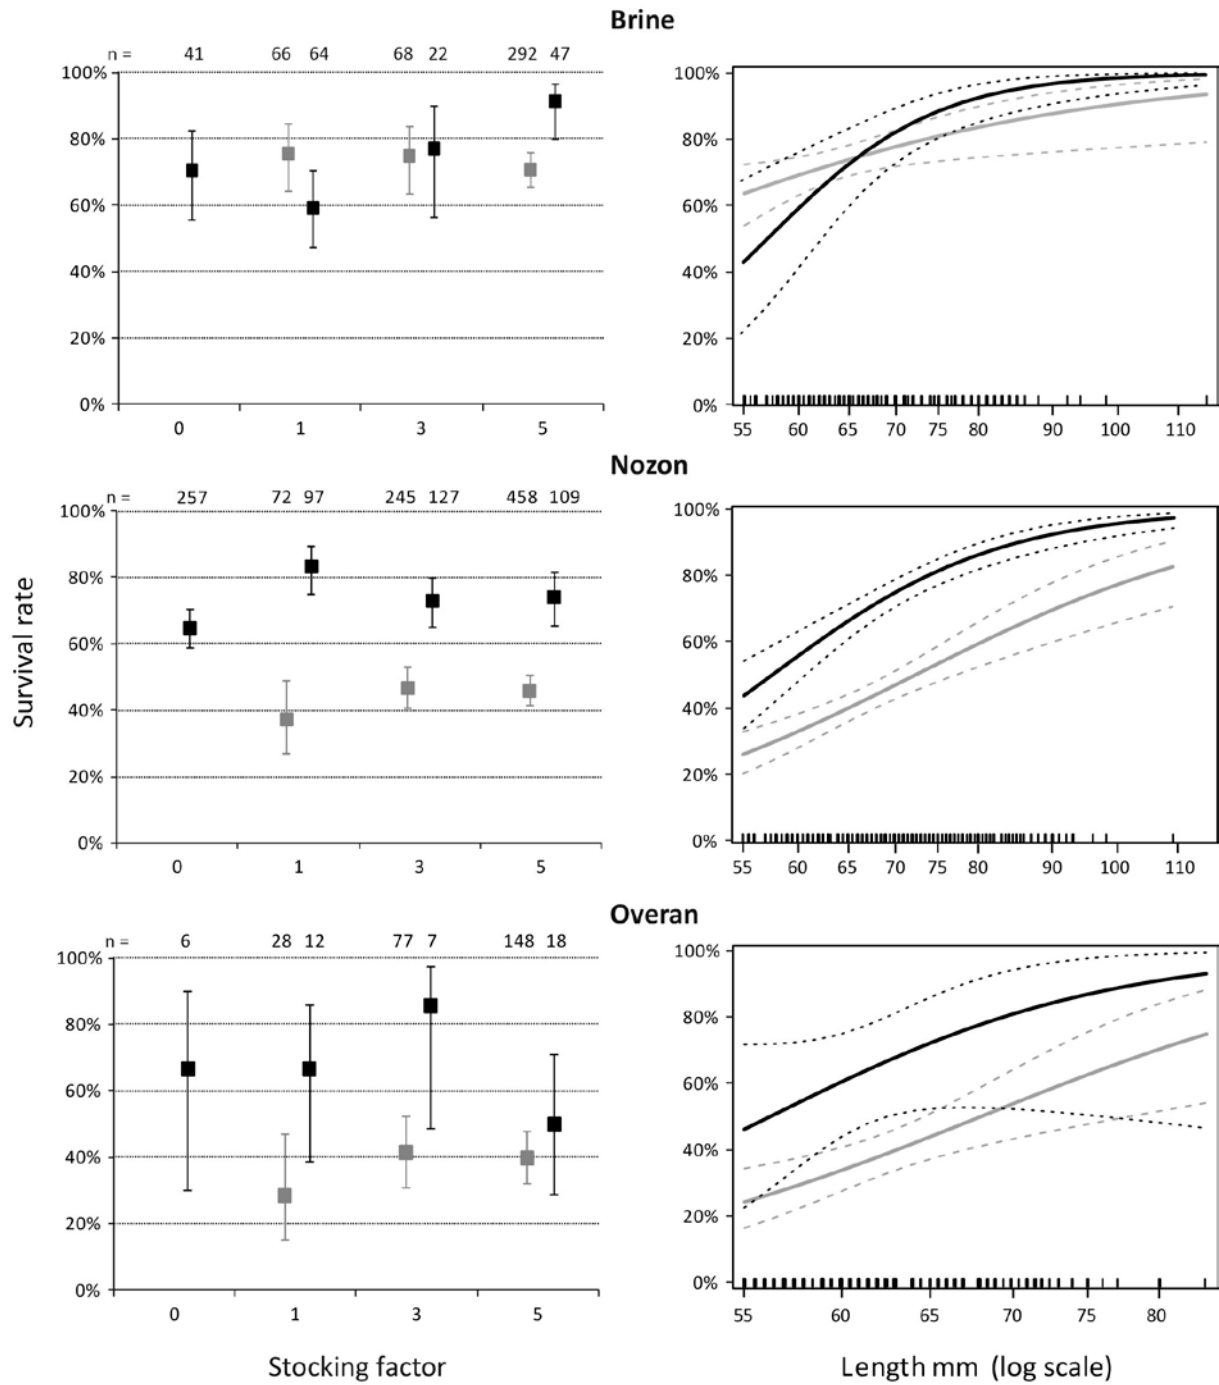 Brine
n = 41 66 64 68 22 292 47
100%
80%
60%
40%
20%
0%
0 1 3 5
100%
80%
60%
40%
20%
0%
55 60 65 70 75 80 90 100 110
Nozon
n = 257 72 97 245 127 458 109
100%
80%
60%
40%
20%
0%
0 1 3 5
100%
80%
60%
40%
20%
0%
55 60 65 70 75 80 90 100 110
Survival rate
Overan
n = 6 28 12 77 7 148 18
100%
80%
60%
40%
20%
0%
0 1 3 5
100%
80%
60%
40%
20%
0%
55 60 65 70 80
Stocking factor
Length mm (log scale)